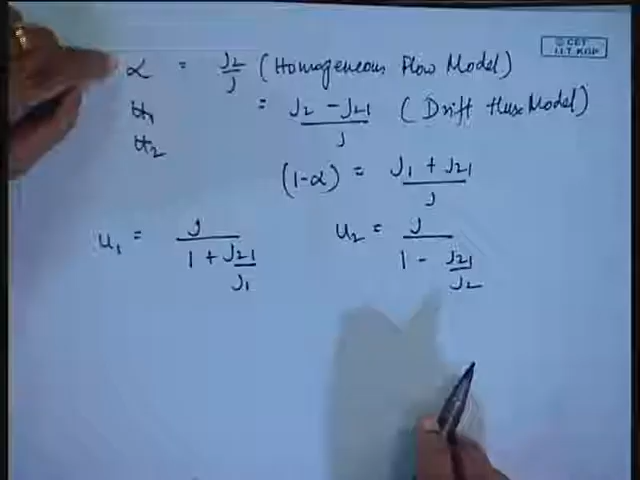 © CET
I.I.T. KGP
α = J2/J (Homogeneous Flow Model)
u1 = (J2 - J21)/J (Drift flux Model)
u2
(1-α) = (J1 + J21)/J
u1 = J/(1 + J21/J1) u2 = J/(1 - J21/J2)